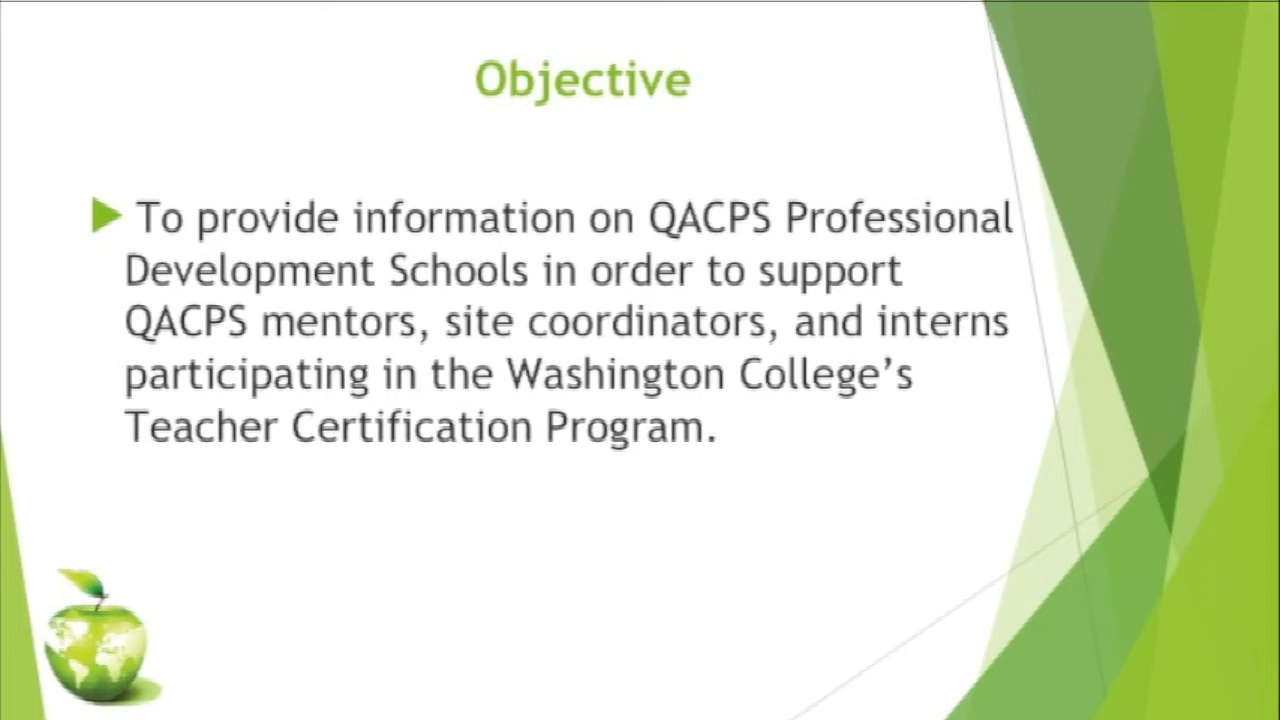 Objective
To provide information on QACPS Professional
Development Schools in order to support
QACPS mentors, site coordinators, and interns
participating in the Washington College’s
Teacher Certification Program.